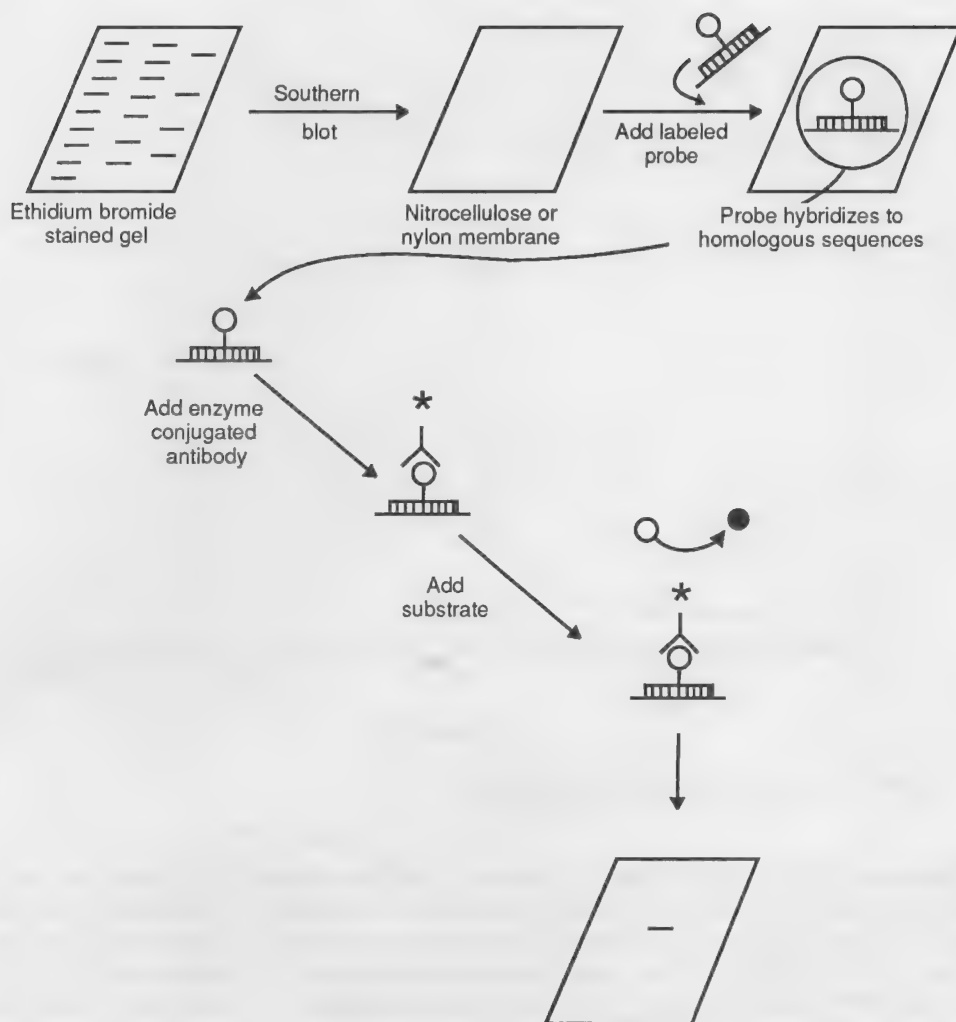 Southern
blot
Add labeled
probe
Ethidium bromide
stained gel
Nitrocellulose or
nylon membrane
Probe hybridizes to
homologous sequences
Add enzyme
conjugated
antibody
*
Add
substrate
*